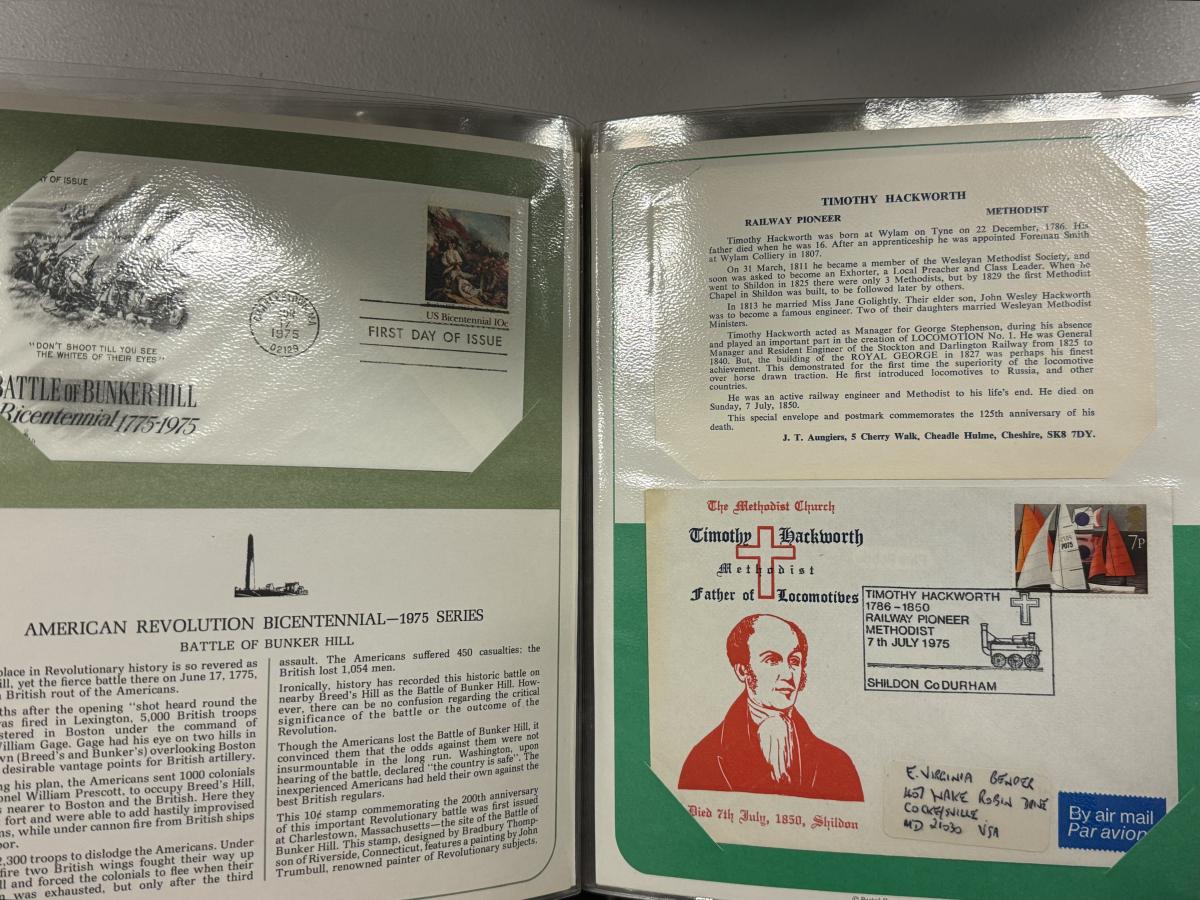 Y OF ISSUE
"DON'T SHOOT TILL YOU SEE
THE WHITES OF THEIR EYES"
BATTLE OF BUNKER HILL
Bicentennial 1775-1975
17
1975
02129
US Bicentennial 10c
FIRST DAY OF ISSUE
AMERICAN REVOLUTION BICENTENNIAL—1975 SERIES
BATTLE OF BUNKER HILL
place in Revolutionary history is so revered as
ill, yet the fierce battle there on June 17, 1775,
British rout of the Americans.
ths after the opening "shot heard round the
was fired in Lexington, 5,000 British troops
stered in Boston under the command of
William Gage. Gage had his eye on two hills in
wn (Breed's and Bunker's) overlooking Boston
desirable vantage points for British artillery.
ng his plan, the Americans sent 1000 colonials
onel William Prescott, to occupy Breed's Hill,
nearer to Boston and the British. Here they
fort and were able to add hastily improvised
ns, while under cannon fire from British ships
bor.
2,300 troops to dislodge the Americans. Under
fire two British wings fought their way up
ll and forced the colonials to flee when their
n was exhausted, but only after the third
assault. The Americans suffered 450 casualties; the
British lost 1,054 men.
Ironically, history has recorded this historic battle on
nearby Breed's Hill as the Battle of Bunker Hill. How-
ever, there can be no confusion regarding the critical
significance of the battle or the outcome of the
Revolution.
Though the Americans lost the Battle of Bunker Hill, it
convinced them that the odds against them were not
insurmountable in the long run. Washington, upon
hearing of the battle, declared "the country is safe". The
inexperienced Americans had held their own against the
best British regulars.
This 10¢ stamp commemorating the 200th anniversary
of this important Revolutionary battle was first issued
at Charlestown, Massachusetts—the site of the Battle of
Bunker Hill. This stamp, designed by Bradbury Thomp-
son of Riverside, Connecticut, features a painting by John
Trumbull, renowned painter of Revolutionary subjects.
TIMOTHY HACKWORTH
RAILWAY PIONEER METHODIST
Timothy Hackworth was born at Wylam on Tyne on 22 December, 1786. His
father died when he was 16. After an apprenticeship he was appointed Foreman Smith
at Wylam Colliery in 1807.
On 31 March, 1811 he became a member of the Wesleyan Methodist Society, and
soon was asked to become an Exhorter, a Local Preacher and Class Leader. When he
went to Shildon in 1825 there were only 3 Methodists, but by 1829 the first Methodist
Chapel in Shildon was built, to be followed later by others.
In 1813 he married Miss Jane Golightly. Their elder son, John Wesley Hackworth
was to become a famous engineer. Two of their daughters married Wesleyan Methodist
Ministers.
Timothy Hackworth acted as Manager for George Stephenson, during his absence
and played an important part in the creation of LOCOMOTION No. 1. He was General
Manager and Resident Engineer of the Stockton and Darlington Railway from 1825 to
1840. But, the building of the ROYAL GEORGE in 1827 was perhaps his finest
achievement. This demonstrated for the first time the superiority of the locomotive
over horse drawn traction. He first introduced locomotives to Russia, and other
countries.
He was an active railway engineer and Methodist to his life's end. He died on
Sunday, 7 July, 1850.
This special envelope and postmark commemorates the 125th anniversary of his
death.
J. T. Aungiers, 5 Cherry Walk, Cheadle Hulme, Cheshire, SK8 7DY.
The Methodist Church
Timothy Hackworth
Methodist
Father of Locomotives
7P
TIMOTHY HACKWORTH
1786-1850
RAILWAY PIONEER
METHODIST
7th JULY 1975
SHILDON Co DURHAM
Died 7th July, 1850, Shildon
E. VIRGINIA BENDER
1657 WAKE ROBIN DRIVE
COCKEYSVILLE
MD 21030 USA
By air mail
Par avion